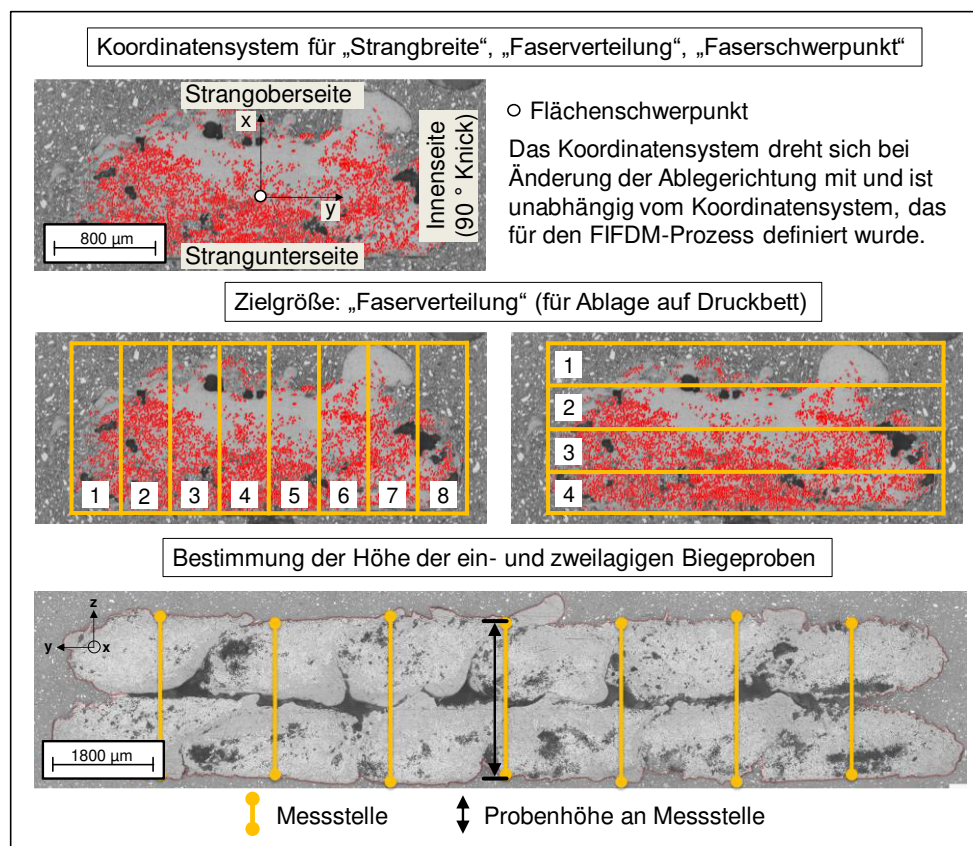 Koordinatensystem für „Strangbreite“, „Faserverteilung“, „Faserschwerpunkt“
Strangoberseite
x
y
Innenseite
(90 ° Knick)
800 µm
Strangunterseite
Flächenschwerpunkt
Das Koordinatensystem dreht sich bei
Änderung der Ablegerichtung mit und ist
unabhängig vom Koordinatensystem, das
für den FIFDM-Prozess definiert wurde.
Zielgröße: „Faserverteilung“ (für Ablage auf Druckbett)
1 2 3 4 5 6 7 8
1
2
3
4
Bestimmung der Höhe der ein- und zweilagigen Biegeproben
z
y x
1800 µm
Messstelle
Probenhöhe an Messstelle